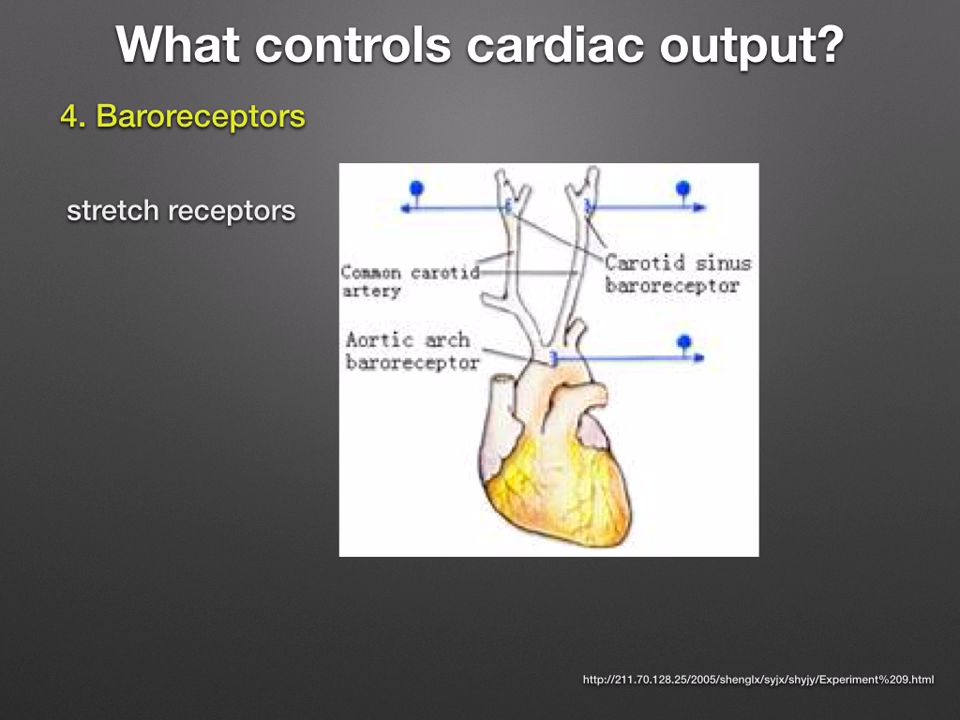 What controls cardiac output?
4. Baroreceptors
stretch receptors
Common carotid
artery
Carotid sinus
baroreceptor
Aortic arch
baroreceptor
http://211.70.128.25/2005/shenglx/syjx/shyjy/Experiment%209.html